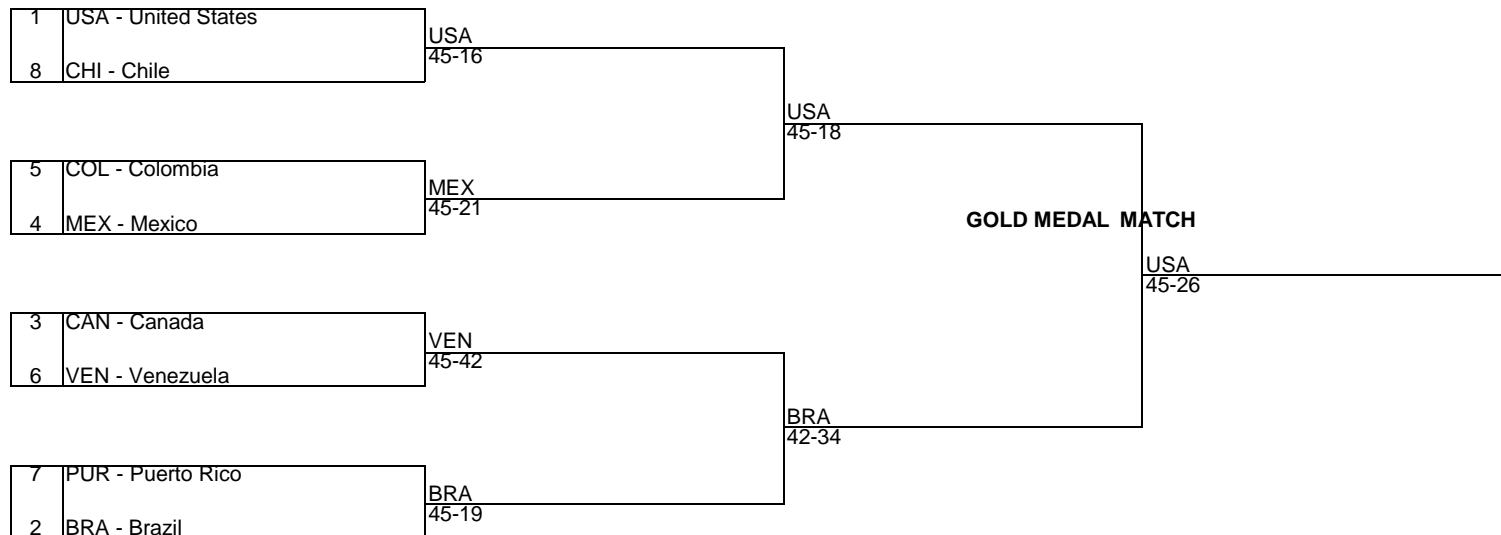 1 USA - United States
8 CHI - Chile
USA
45-16
5 COL - Colombia
4 MEX - Mexico
MEX
45-21
USA
45-18
3 CAN - Canada
6 VEN - Venezuela
VEN
45-42
7 PUR - Puerto Rico
2 BRA - Brazil
BRA
45-19
BRA
42-34
GOLD MEDAL MATCH
USA
45-26